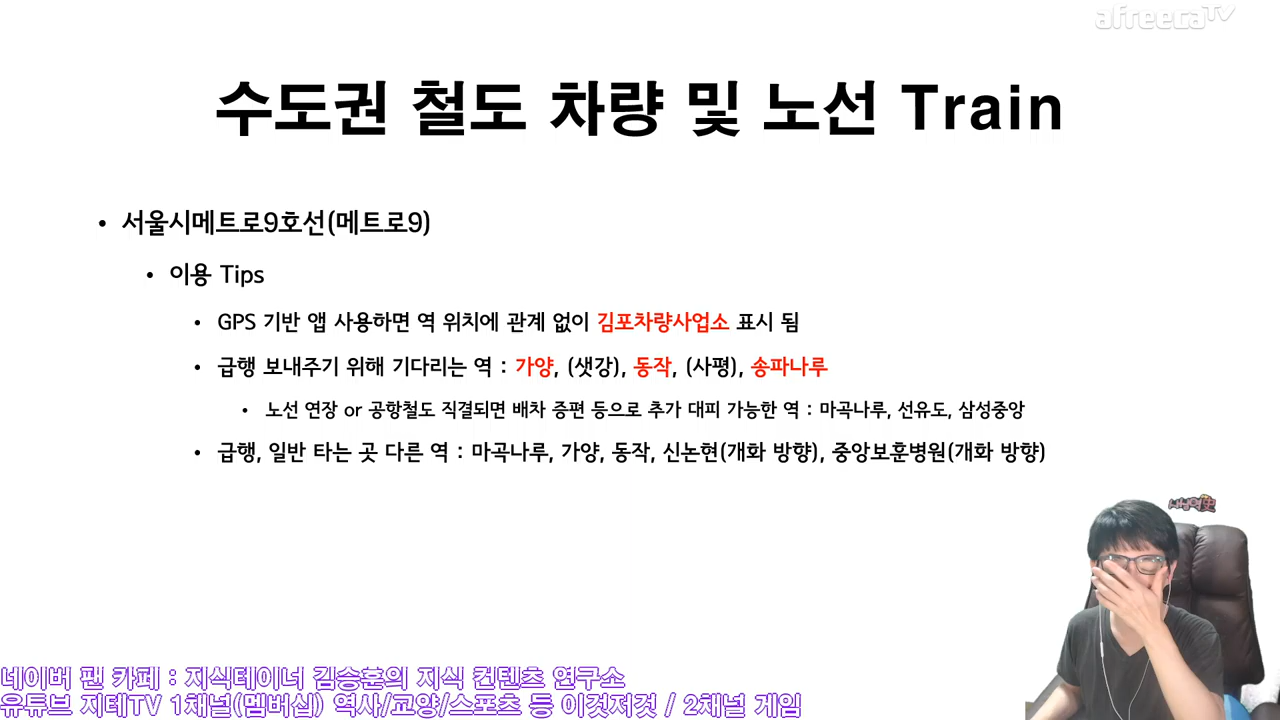 afreecaTV
수도권 철도 차량 및 노선 Train
• 서울시메트로9호선(메트로9)
• 이용 Tips
• GPS 기반 앱 사용하면 역 위치에 관계 없이 김포차량사업소 표시 됨
• 급행 보내주기 위해 기다리는 역 : 가양, (샛강), 동작, (사평), 송파나루
• 노선 연장 or 공항철도 직결되면 배차 증편 등으로 추가 대피 가능한 역 : 마곡나루, 선유도, 삼성중앙
• 급행, 일반 타는 곳 다른 역 : 마곡나루, 가양, 동작, 신논현(개화 방향), 중앙보훈병원(개화 방향)
네이버 팬 카페 : 지식테이너 김승훈의 지식 컨텐츠 연구소
유튜브 지테TV 1채널(멤버십) 역사/교양/스포츠 등 이것저것 / 2채널 게임